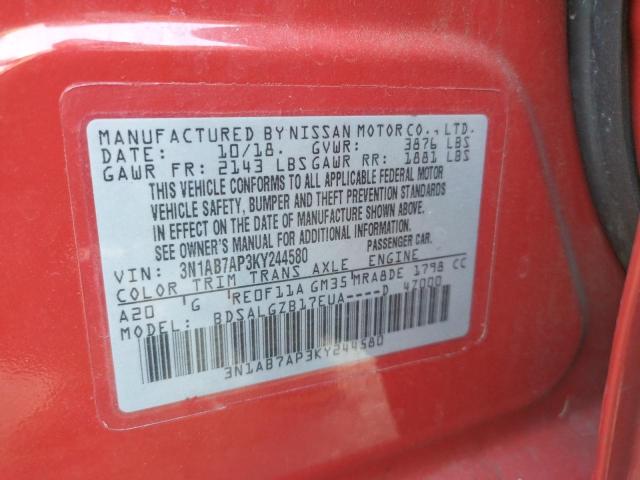 MANUFACTURED BY NISSAN MOTOR CO., LTD.
DATE: 10/18. GVWR: 3876 LBS
GAWR FR: 2143 LBS GAWR RR: 1881 LBS
THIS VEHICLE CONFORMS TO ALL APPLICABLE FEDERAL MOTOR
VEHICLE SAFETY, BUMPER AND THEFT PREVENTION STANDARDS
IN EFFECT ON THE DATE OF MANUFACTURE SHOWN ABOVE.
SEE OWNER'S MANUAL FOR ADDITIONAL INFORMATION.
VIN: 3N1AB7AP3KY244580 PASSENGER CAR.
COLOR TRIM TRANS AXLE ENGINE
A20 G RE0F11A GM35 MRA8DE 1798 CC
MODEL: BDSALGZB17EUA----D 4Z000
3N1AB7AP3KY244580